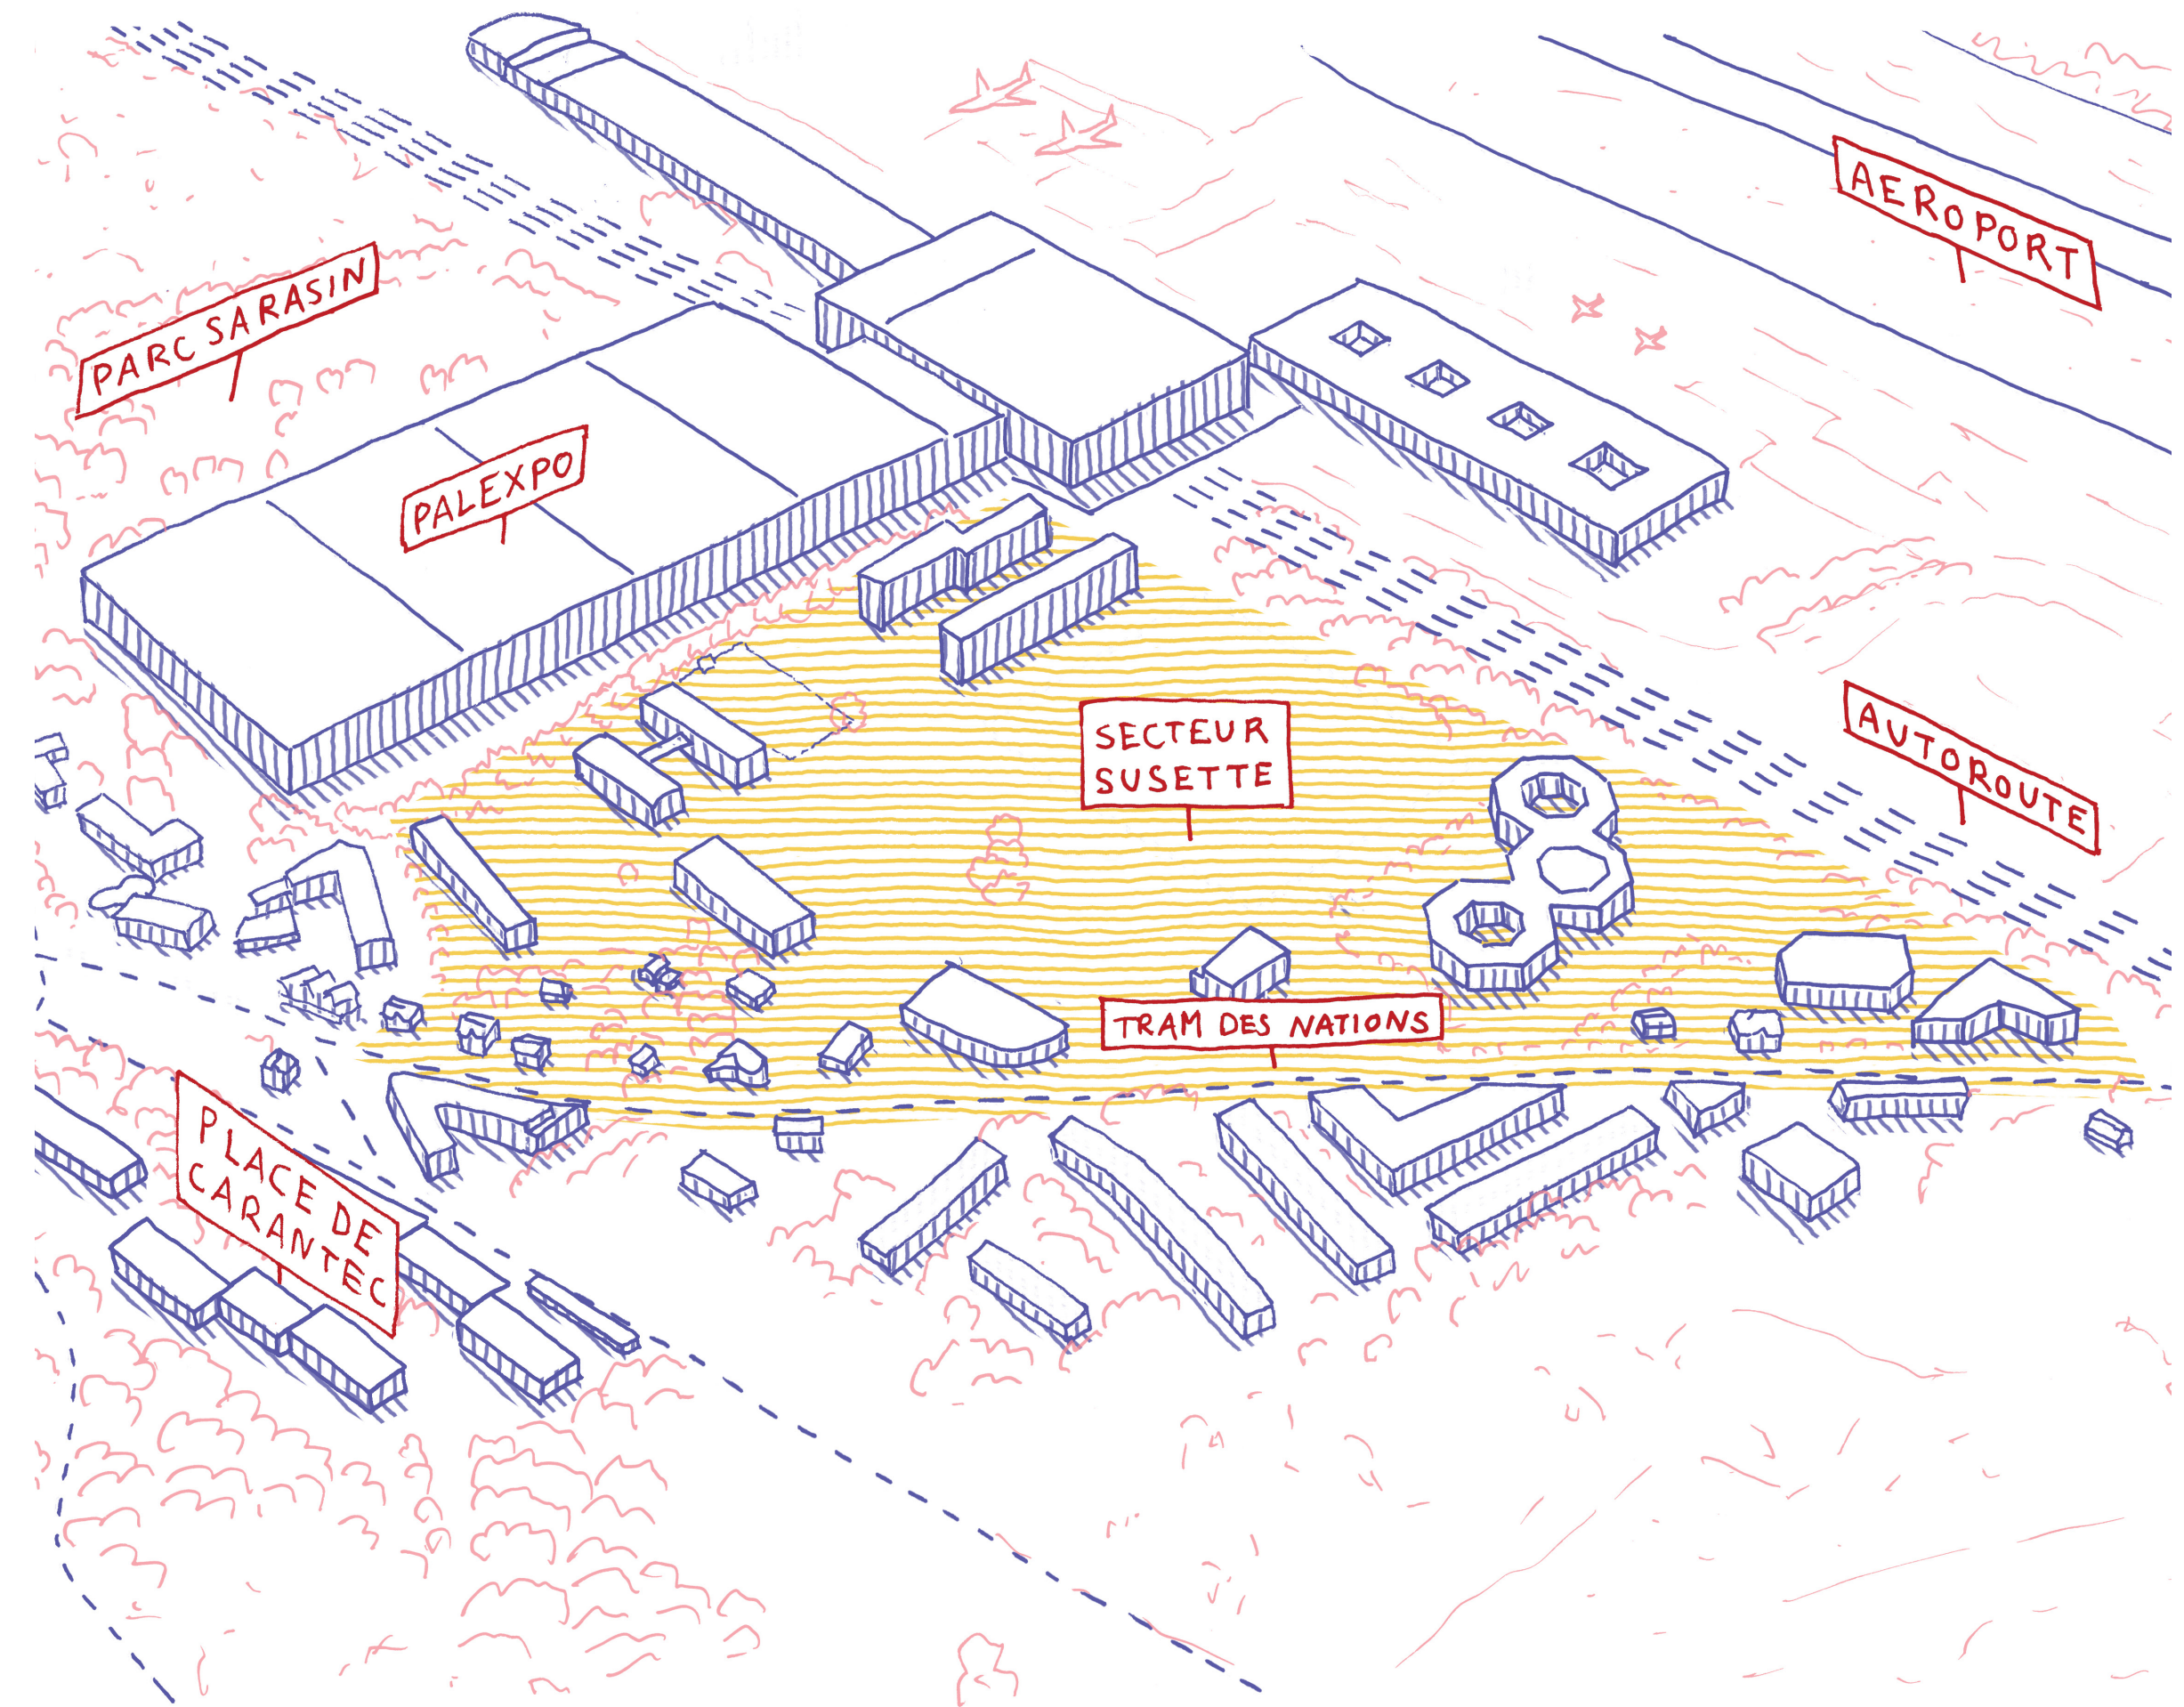 AEROPORT
PARC SARASIN
PALEXPO
SECTEUR
SUSETTE
AUTOROUTE
TRAM DES NATIONS
PLACE DE
CARANTEC